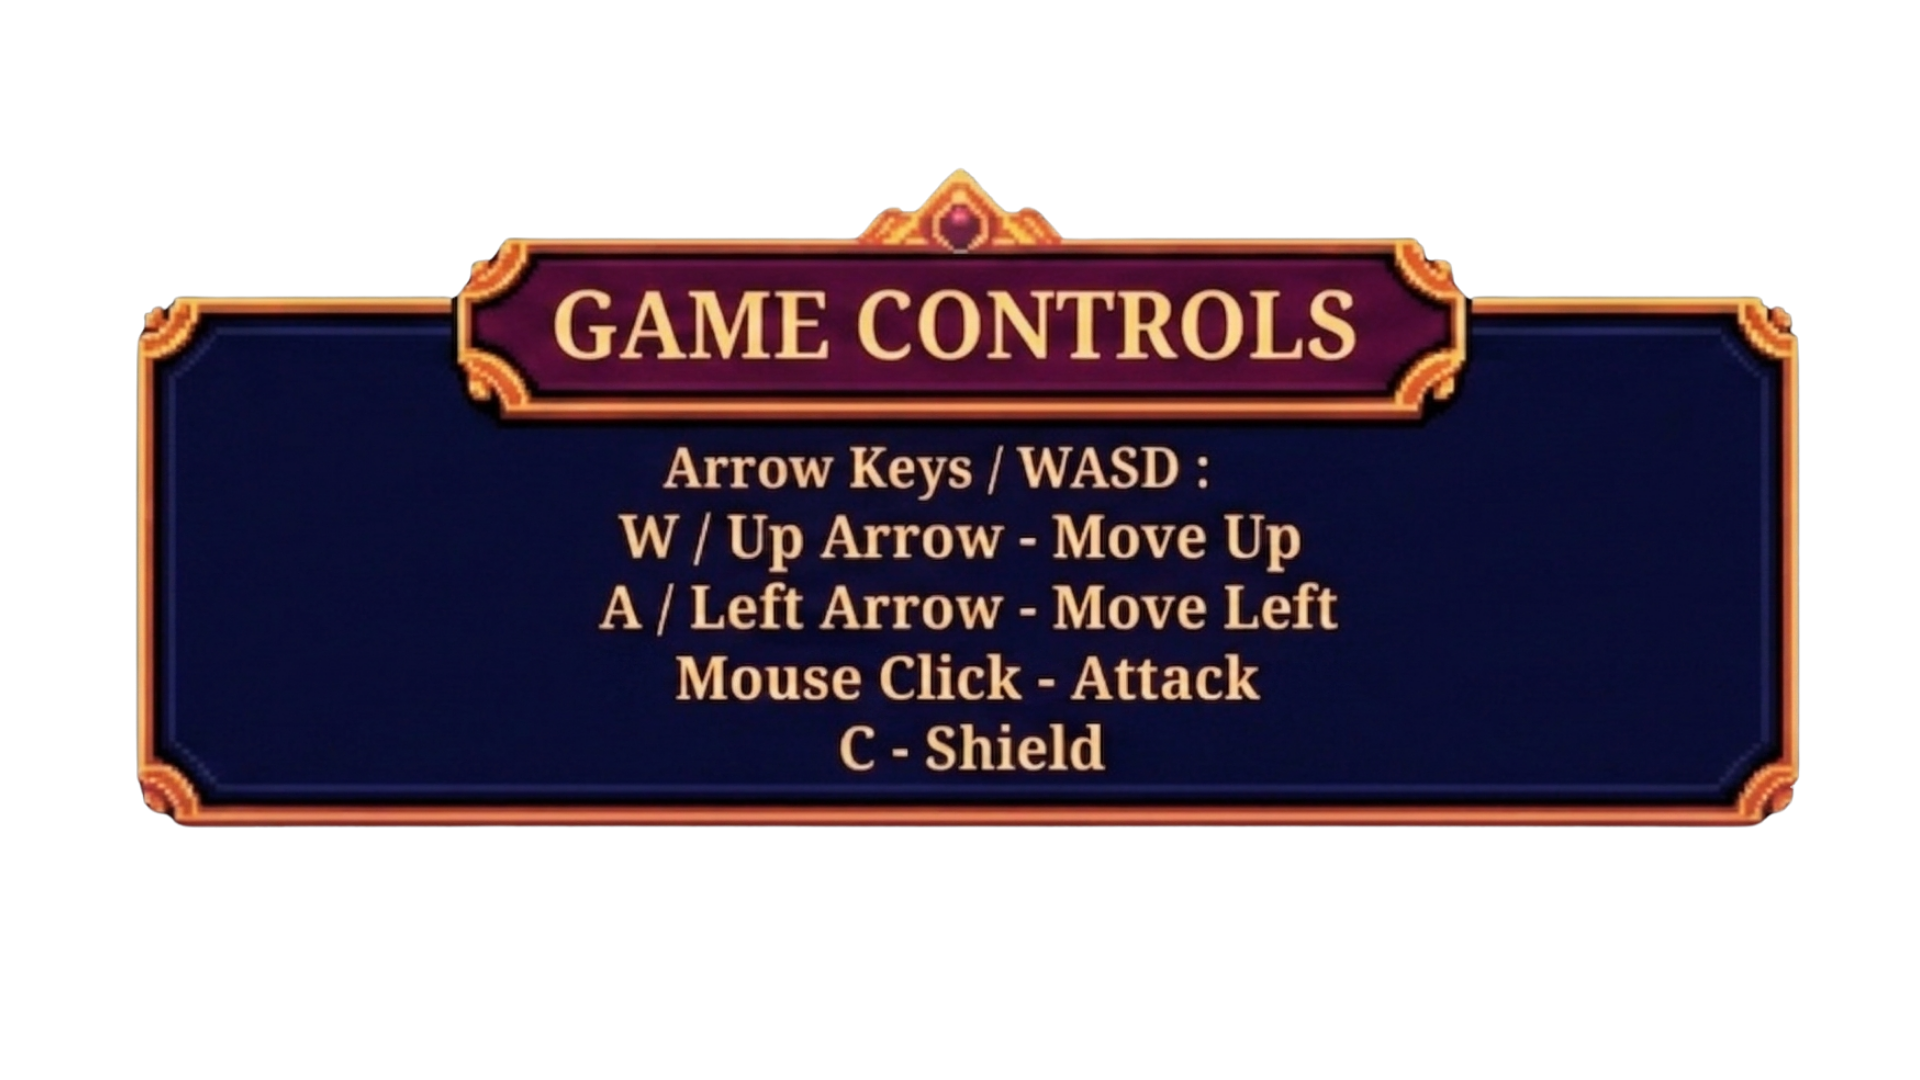 GAME CONTROLS
Arrow Keys / WASD :
W / Up Arrow - Move Up
A / Left Arrow - Move Left
Mouse Click - Attack
C - Shield